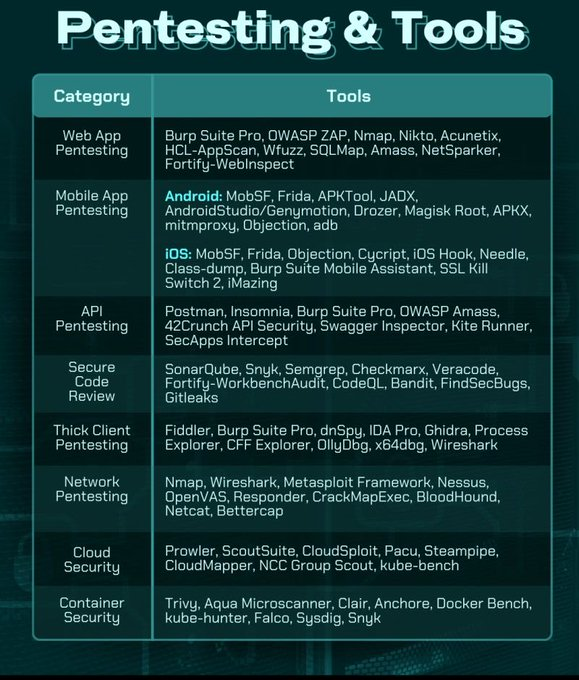 Pentesting & Tools
Category
Tools
Web App
Pentesting
Burp Suite Pro, OWASP ZAP, Nmap, Nikto, Acunetix,
HCL-AppScan, Wfuzz, SQLMap, Amass, NetSparker,
Fortify-WebInspect
Mobile App
Pentesting
Android: MobSF, Frida, APKTool, JADX,
AndroidStudio/Genymotion, Drozer, Magisk Root, APKX,
mitmproxy, Objection, adb
iOS: MobSF, Frida, Objection, Cycript, iOS Hook, Needle,
Class-dump, Burp Suite Mobile Assistant, SSL Kill
Switch 2, iMazing
API
Pentesting
Postman, Insomnia, Burp Suite Pro, OWASP Amass,
42Crunch API Security, Swagger Inspector, Kite Runner,
SecApps Intercept
Secure
Code
Review
SonarQube, Snyk, Semgrep, Checkmarx, Veracode,
Fortify-WorkbenchAudit, CodeQL, Bandit, FindSecBugs,
Gitleaks
Thick Client
Pentesting
Fiddler, Burp Suite Pro, dnSpy, IDA Pro, Ghidra, Process
Explorer, CFF Explorer, OllyDbg, x64dbg, Wireshark
Network
Pentesting
Nmap, Wireshark, Metasploit Framework, Nessus,
OpenVAS, Responder, CrackMapExec, BloodHound,
Netcat, Bettercap
Cloud
Security
Prowler, ScoutSuite, CloudSploit, Pacu, Steampipe,
CloudMapper, NCC Group Scout, kube-bench
Container
Security
Trivy, Aqua Microscanner, Clair, Anchore, Docker Bench,
kube-hunter, Falco, Sysdig, Snyk